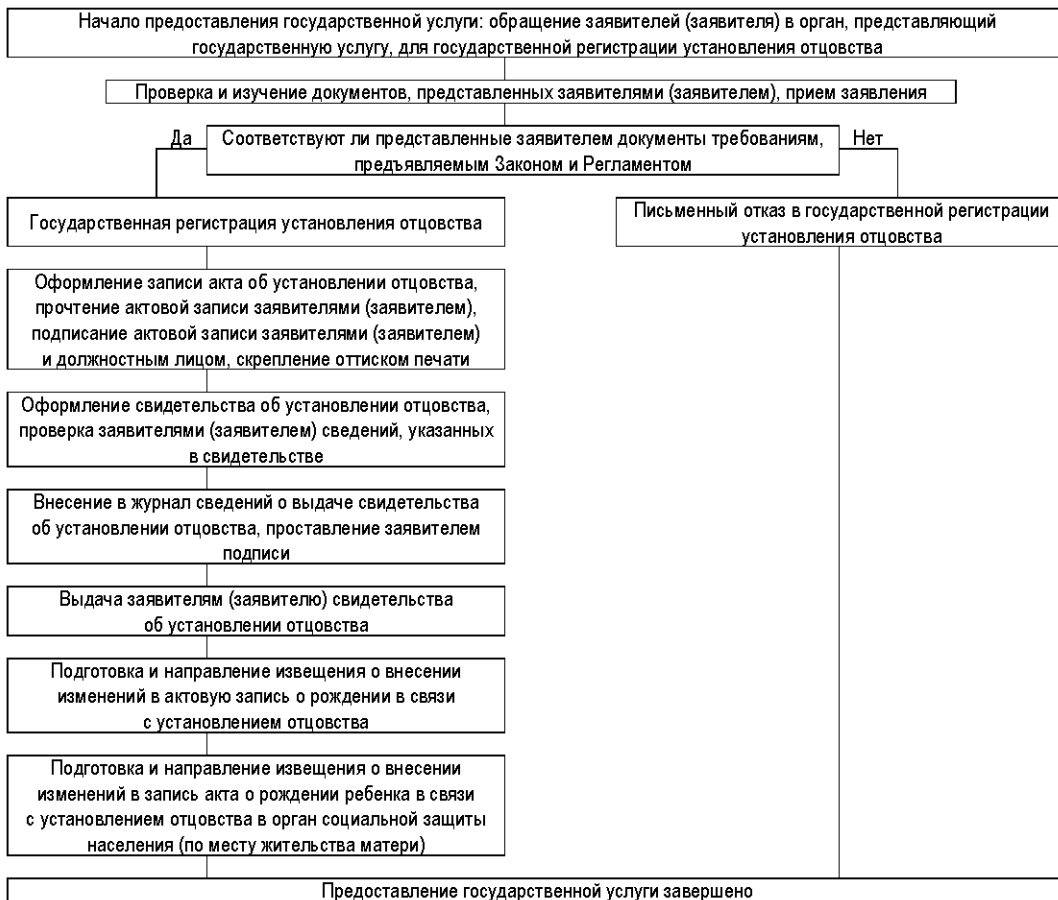 Начало предоставления государственной услуги: обращение заявителей (заявителя) в орган, представляющий
государственную услугу, для государственной регистрации установления отцовства
Проверка и изучение документов, представленных заявителями (заявителем), прием заявления
Да
Соответствуют ли представленные заявителем документы требованиям,
предъявляемым Законом и Регламентом
Нет
Государственная регистрация установления отцовства
Письменный отказ в государственной регистрации
установления отцовства
Оформление записи акта об установлении отцовства,
прочтение актовой записи заявителями (заявителем),
подписание актовой записи заявителями (заявителем)
и должностным лицом, скрепление оттиском печати
Оформление свидетельства об установлении отцовства,
проверка заявителями (заявителем) сведений, указанных
в свидетельстве
Внесение в журнал сведений о выдаче свидетельства
об установлении отцовства, проставление заявителем
подписи
Выдача заявителям (заявителю) свидетельства
об установлении отцовства
Подготовка и направление извещения о внесении
изменений в актовую запись о рождении в связи
с установлением отцовства
Подготовка и направление извещения о внесении
изменений в запись акта о рождении ребенка в связи
с установлением отцовства в орган социальной защиты
населения (по месту жительства матери)
Предоставление государственной услуги завершено